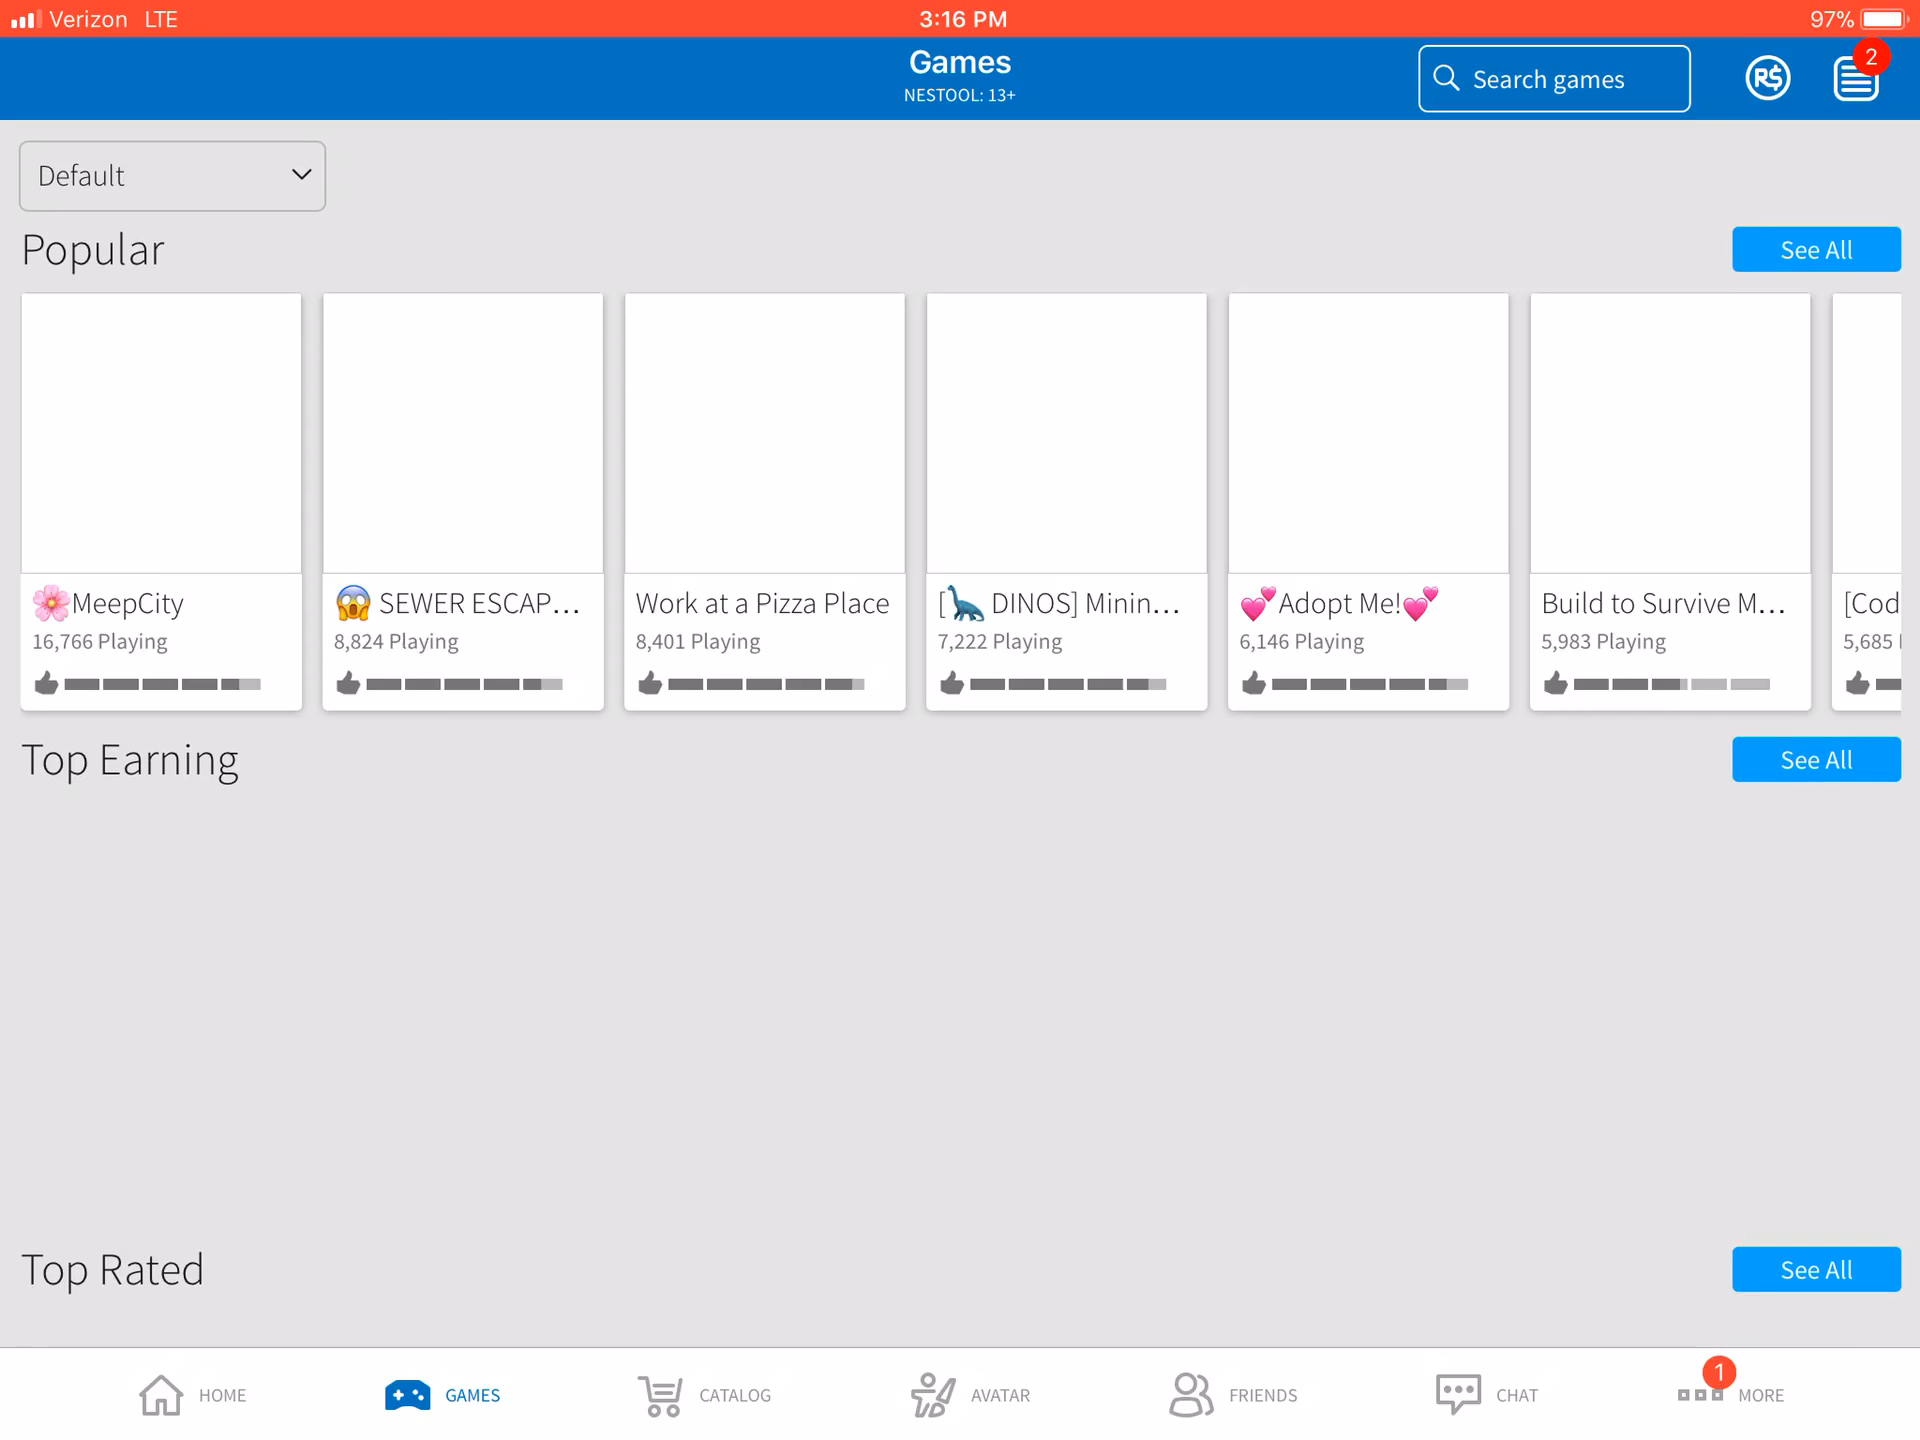 Verizon LTE
3:16 PM
97%
Games
NESTOOL: 13+
Search games
R$
2
Default
Popular
See All
🌸MeepCity
16,766 Playing
😱 SEWER ESCAP...
8,824 Playing
Work at a Pizza Place
8,401 Playing
[🦕 DINOS] Minin...
7,222 Playing
💕Adopt Me!💕
6,146 Playing
Build to Survive M...
5,983 Playing
[Cod
5,685
Top Earning
See All
Top Rated
See All
HOME
GAMES
CATALOG
AVATAR
FRIENDS
CHAT
1
MORE